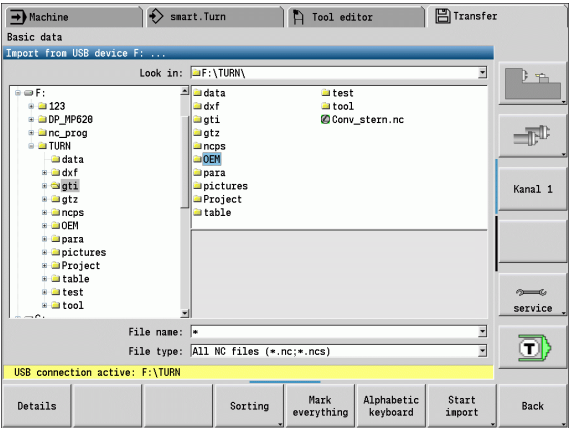 Machine
smart.Turn
Tool editor
Transfer
Basic data
Import from USB device F: ...
Look in: F:\TURN\
F:
123
DP_MP620
nc_prog
TURN
data
dxf
gti
gtz
ncps
OEM
para
pictures
Project
table
test
tool
data
dxf
gti
gtz
ncps
OEM
para
pictures
Project
table
test
tool
Conv_stern.nc
Kanal 1
service
T
File name: *
File type: All NC files (*.nc;*.ncs)
USB connection active: F:\TURN
Details
Sorting
Mark
everything
Alphabetic
keyboard
Start
import
Back